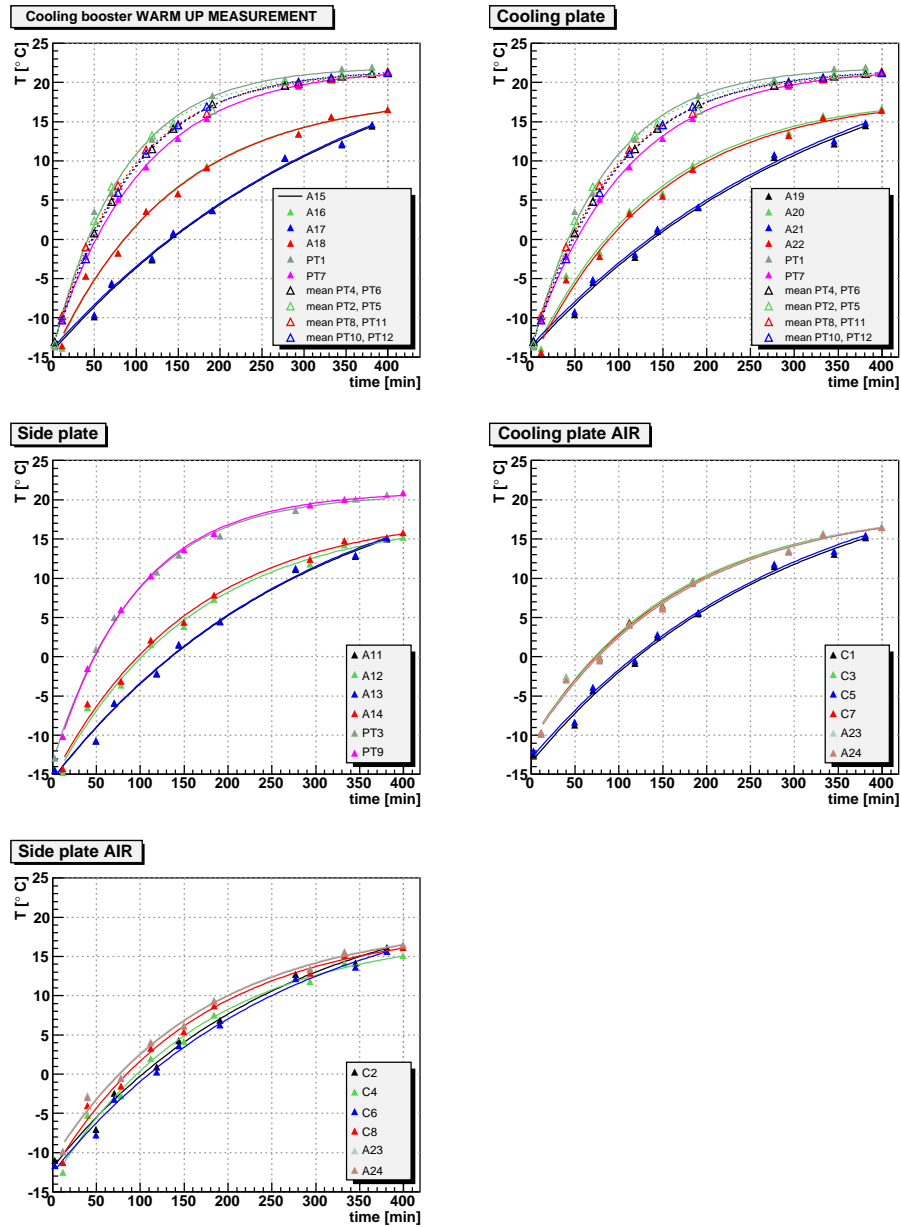 Cooling booster WARM UP MEASUREMENT
T [° C]
25
20
15
10
5
0
-5
-10
-15
0 50 100 150 200 250 300 350 400
time [min]
A15
A16
A17
A18
PT1
PT7
mean PT4, PT6
mean PT2, PT5
mean PT8, PT11
mean PT10, PT12
Cooling plate
T [° C]
25
20
15
10
5
0
-5
-10
-15
0 50 100 150 200 250 300 350 400
time [min]
A19
A20
A21
A22
PT1
PT7
mean PT4, PT6
mean PT2, PT5
mean PT8, PT11
mean PT10, PT12
Side plate
T [° C]
25
20
15
10
5
0
-5
-10
-15
0 50 100 150 200 250 300 350 400
time [min]
A11
A12
A13
A14
PT3
PT9
Cooling plate AIR
T [° C]
25
20
15
10
5
0
-5
-10
-15
0 50 100 150 200 250 300 350 400
time [min]
C1
C3
C5
C7
A23
A24
Side plate AIR
T [° C]
25
20
15
10
5
0
-5
-10
-15
0 50 100 150 200 250 300 350 400
time [min]
C2
C4
C6
C8
A23
A24